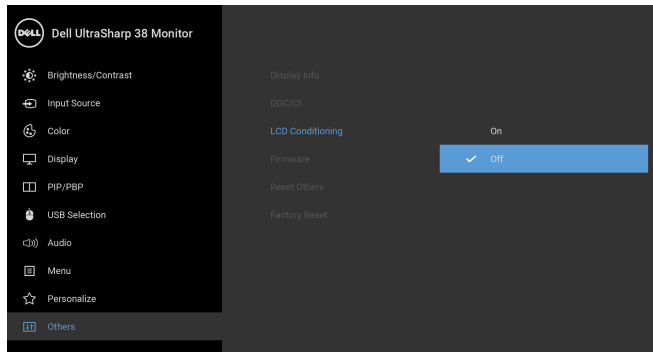 DELL Dell UltraSharp 38 Monitor
Brightness/Contrast
Input Source
Color
Display
PIP/PBP
USB Selection
Audio
Menu
Personalize
Others
Display Info
DDC/CI
LCD Conditioning
Firmware
Reset Others
Factory Reset
On
Off